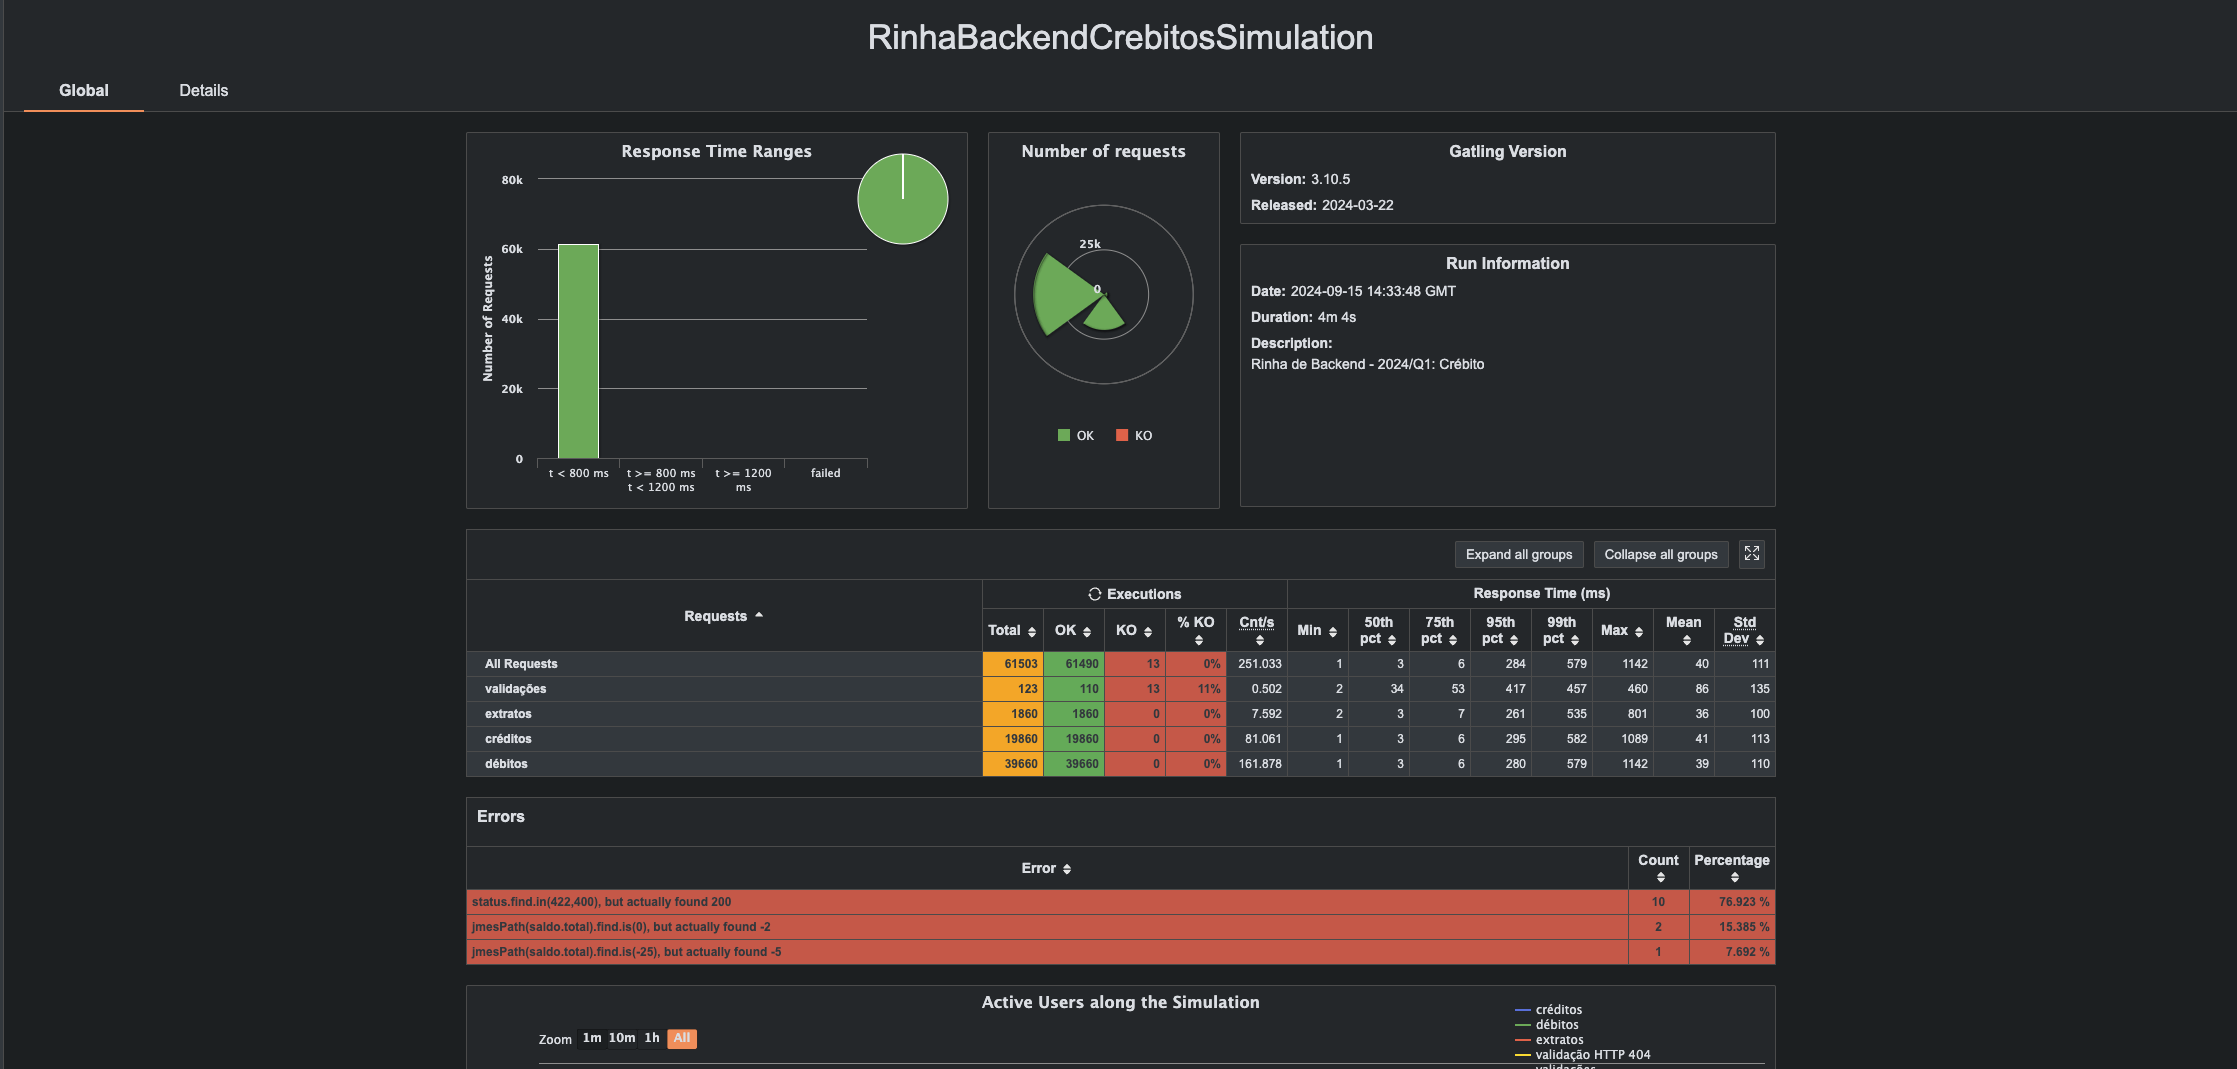 RinhaBackendCrebitosSimulation
Global
Details
Response Time Ranges
Number of Requests
80k
60k
40k
20k
0
t < 800 ms
t >= 800 ms
t < 1200 ms
t >= 1200
ms
failed
Number of requests
25k
0
OK
KO
Gatling Version
Version: 3.10.5
Released: 2024-03-22
Run Information
Date: 2024-09-15 14:33:48 GMT
Duration: 4m 4s
Description:
Rinha de Backend - 2024/Q1: Crébito
Expand all groups
Collapse all groups
Requests
Executions
Response Time (ms)
Total OK KO % KO Cnt/s Min 50th pct 75th pct 95th pct 99th pct Max Mean Std Dev
All Requests 61503 61490 13 0% 251.033 1 3 6 284 579 1142 40 111
validações 123 110 13 11% 0.502 2 34 53 417 457 460 86 135
extratos 1860 1860 0 0% 7.592 2 3 7 261 535 801 36 100
créditos 19860 19860 0 0% 81.061 1 3 6 295 582 1089 41 113
débitos 39660 39660 0 0% 161.878 1 3 6 280 579 1142 39 110
Errors
Error Count Percentage
status.find.in(422,400), but actually found 200 10 76.923 %
jmesPath(saldo.total).find.is(0), but actually found -2 2 15.385 %
jmesPath(saldo.total).find.is(-25), but actually found -5 1 7.692 %
Active Users along the Simulation
Zoom 1m 10m 1h All
créditos
débitos
extratos
validação HTTP 404
validações